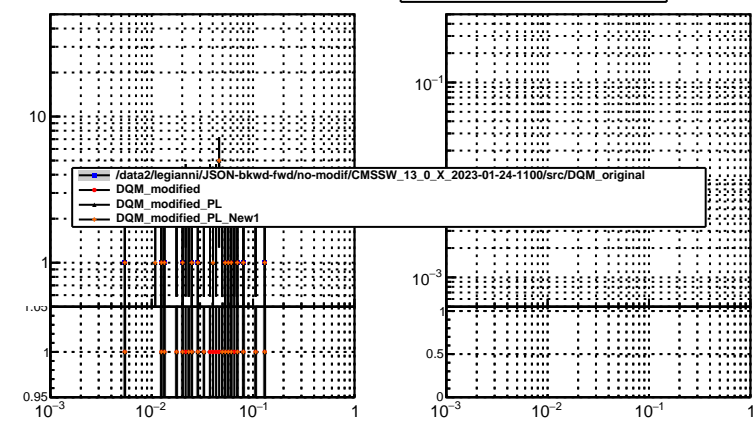 10
10⁻¹
/data2/legianni/JSON-bkwd-fwd/no-modif/CMSSW_13_0_X_2023-01-24-1100/src/DQM_original
DQM_modified
DQM_modified_PL
DQM_modified_PL_New1
1
10⁻³
1.05
1
1
0.5
0.95
0
10⁻³ 10⁻² 10⁻¹ 1
10⁻³ 10⁻² 10⁻¹ 1